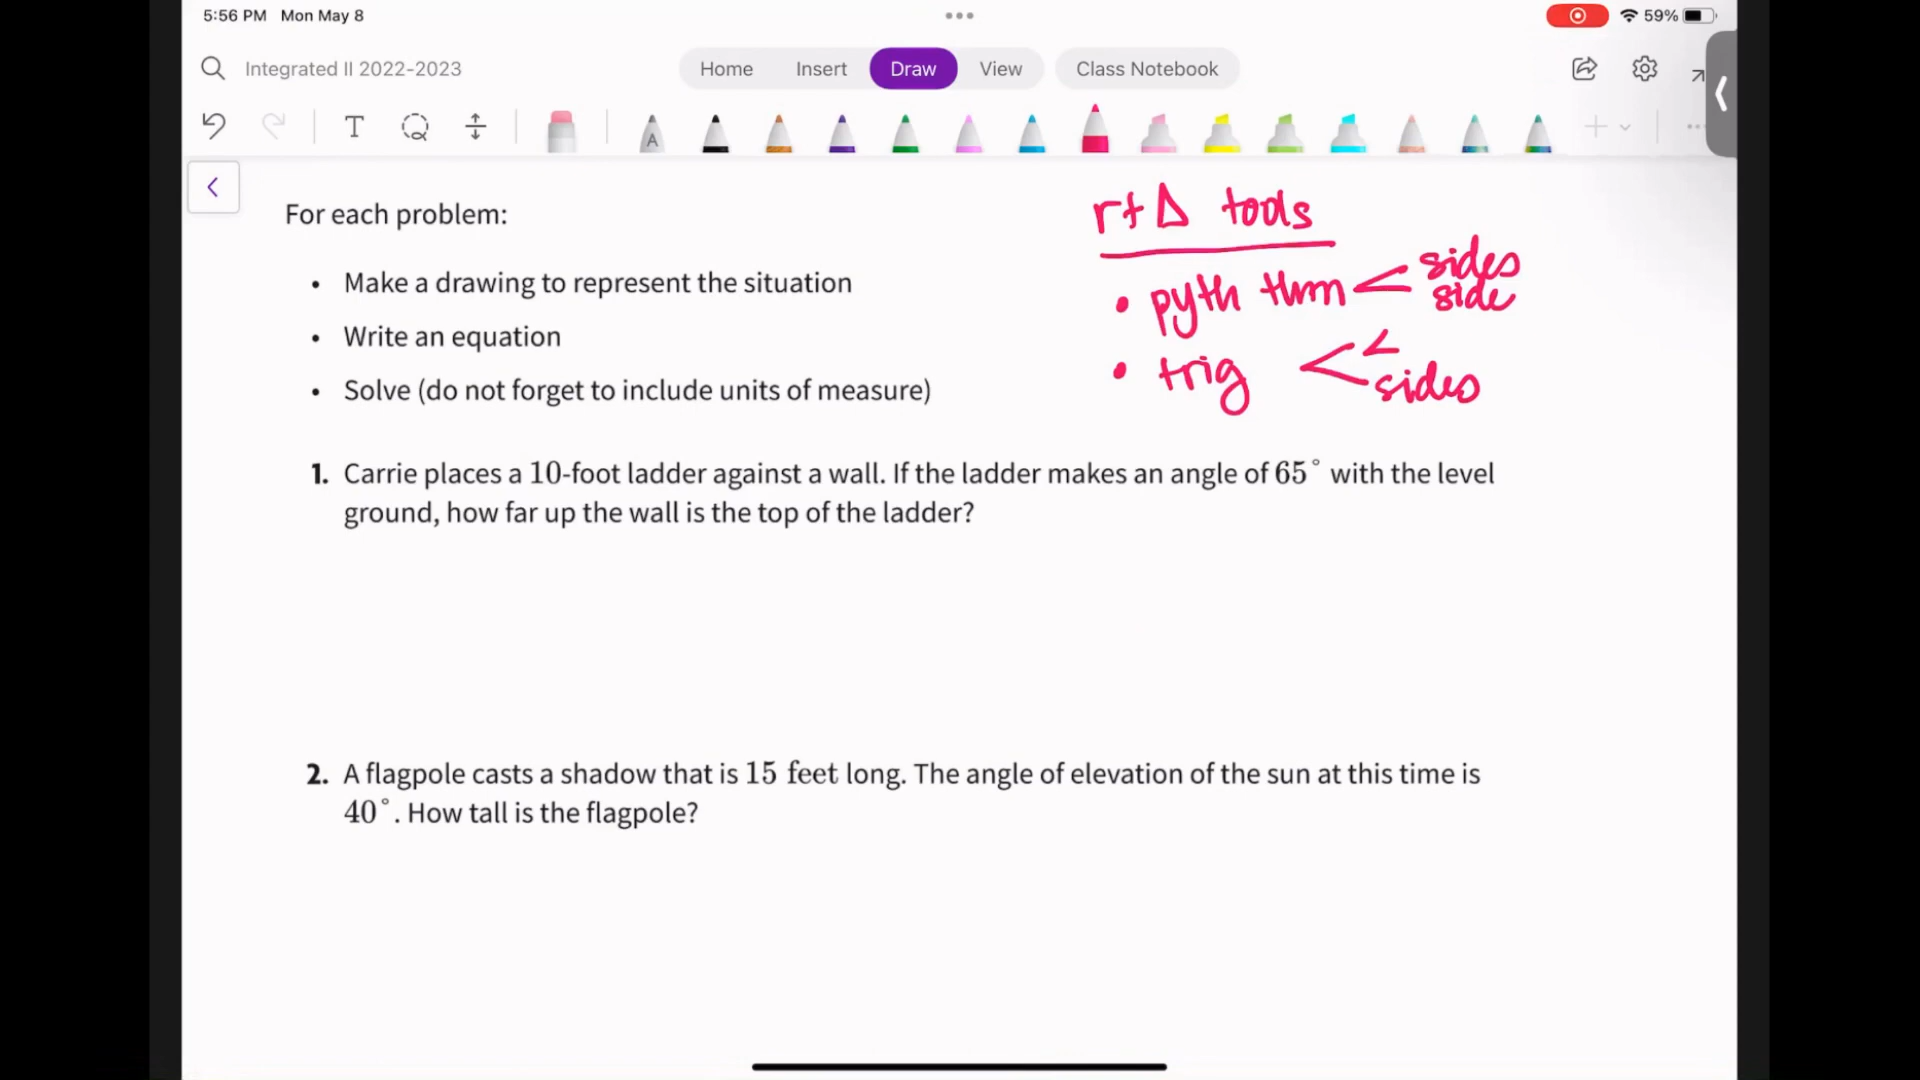 5:56 PM Mon May 8
59%
Integrated II 2022-2023
Home Insert Draw View Class Notebook
T
A
For each problem:
• Make a drawing to represent the situation
• Write an equation
• Solve (do not forget to include units of measure)
rt Δ tools
• pyth thm < sides
side
• trig < ∠
sides
1. Carrie places a 10-foot ladder against a wall. If the ladder makes an angle of 65° with the level
ground, how far up the wall is the top of the ladder?
2. A flagpole casts a shadow that is 15 feet long. The angle of elevation of the sun at this time is
40°. How tall is the flagpole?